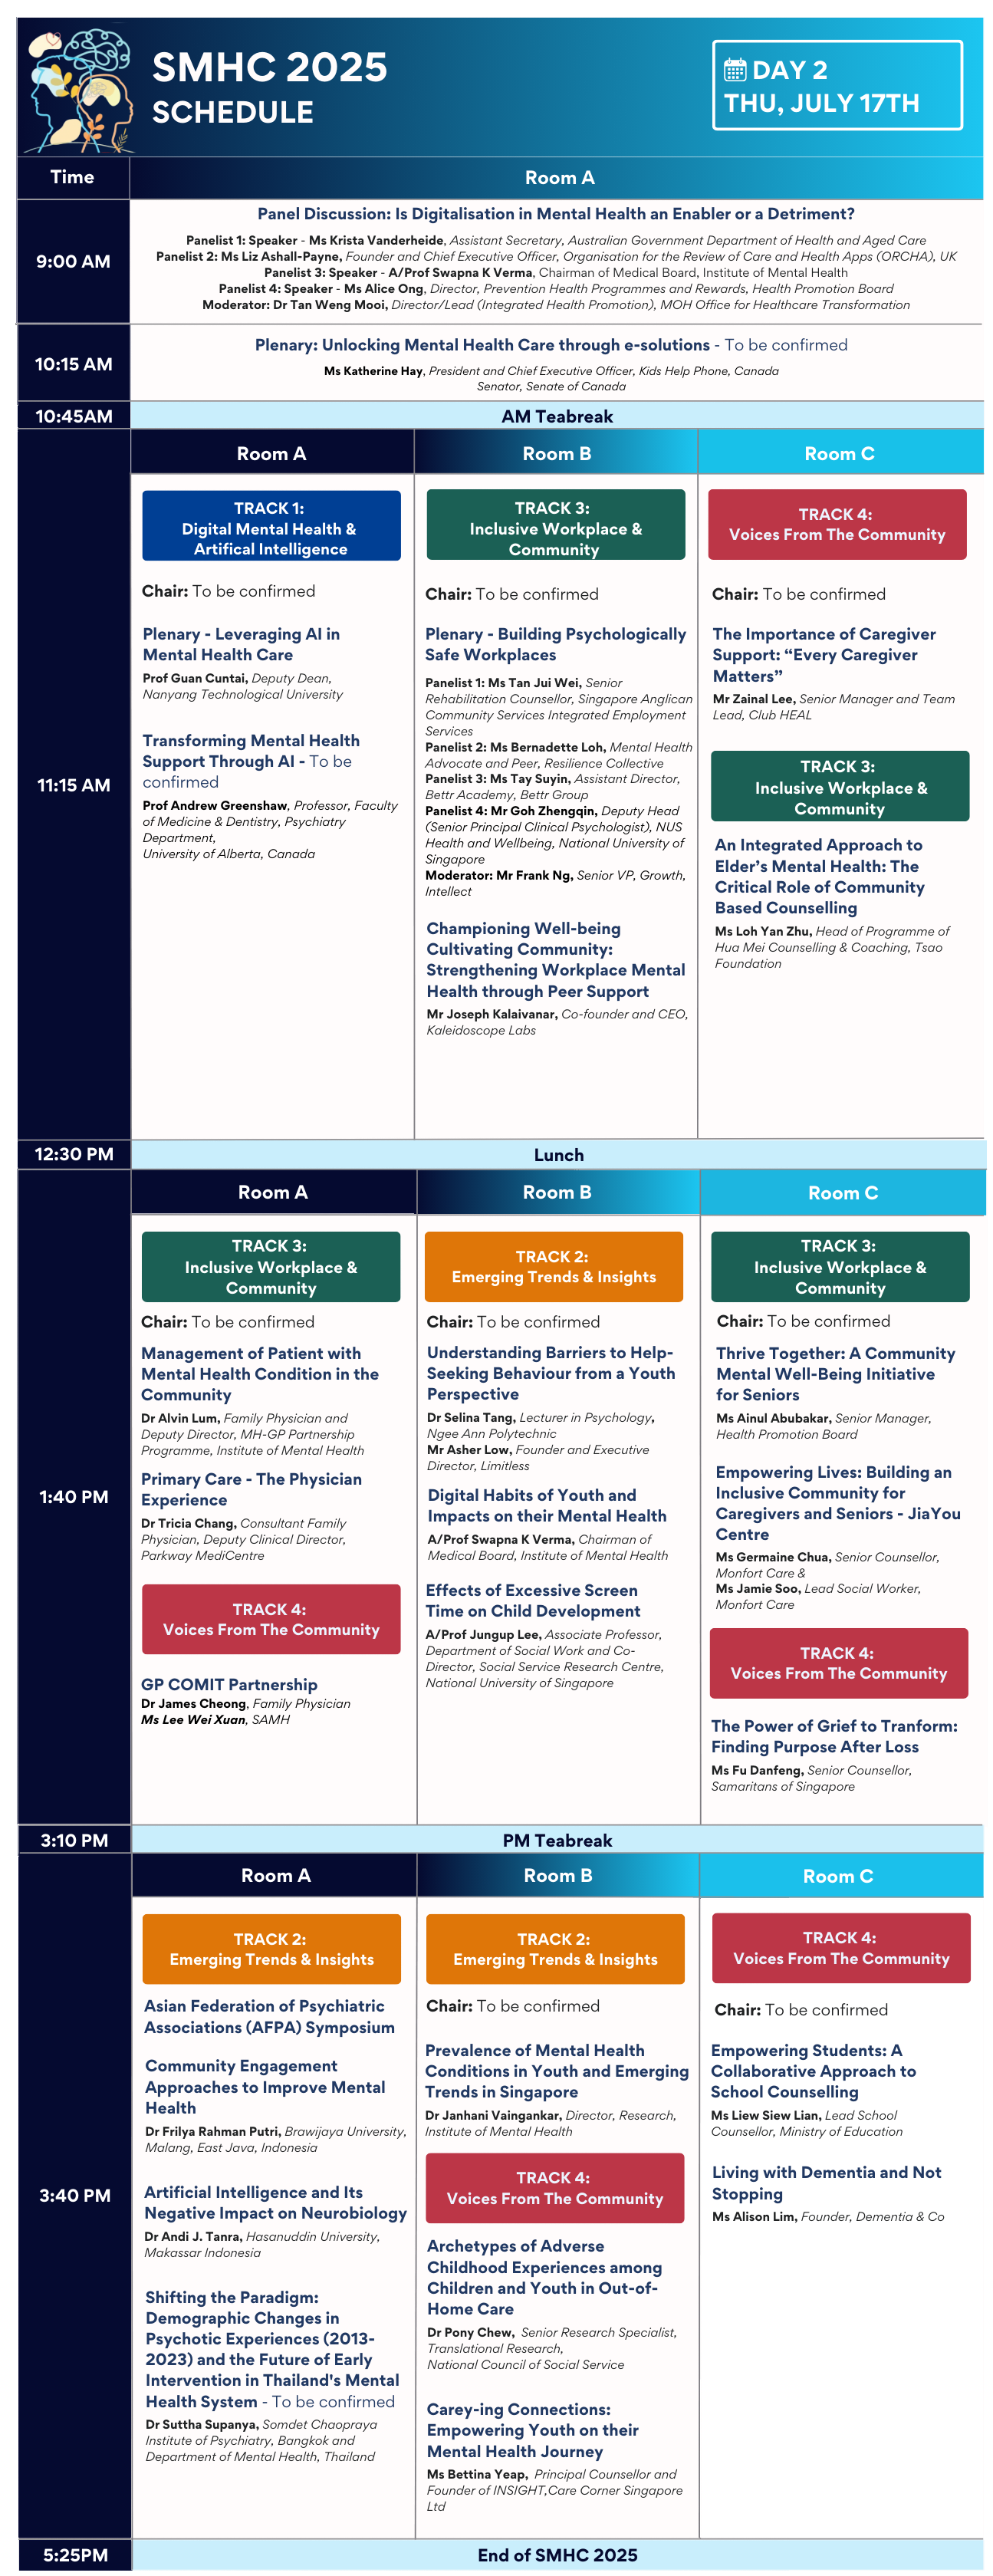 SMHC 2025
SCHEDULE
DAY 2
THU, JULY 17TH
Time
Room A
9:00 AM
Panel Discussion: Is Digitalisation in Mental Health an Enabler or a Detriment?
Panelist 1: Speaker - Ms Krista Vanderheide, Assistant Secretary, Australian Government Department of Health and Aged Care
Panelist 2: Ms Liz Ashall-Payne, Founder and Chief Executive Officer, Organisation for the Review of Care and Health Apps (ORCHA), UK
Panelist 3: Speaker - A/Prof Swapna K Verma, Chairman of Medical Board, Institute of Mental Health
Panelist 4: Speaker - Ms Alice Ong, Director, Prevention Health Programmes and Rewards, Health Promotion Board
Moderator: Dr Tan Weng Mooi, Director/Lead (Integrated Health Promotion), MOH Office for Healthcare Transformation
10:15 AM
Plenary: Unlocking Mental Health Care through e-solutions - To be confirmed
Ms Katherine Hay, President and Chief Executive Officer, Kids Help Phone, Canada
Senator, Senate of Canada
10:45AM
AM Teabreak
11:15 AM
Room A
TRACK 1:
Digital Mental Health &
Artifical Intelligence
Chair: To be confirmed
Plenary - Leveraging AI in
Mental Health Care
Prof Guan Cuntai, Deputy Dean,
Nanyang Technological University
Transforming Mental Health
Support Through AI - To be
confirmed
Prof Andrew Greenshaw, Professor, Faculty
of Medicine & Dentistry, Psychiatry
Department,
University of Alberta, Canada
Room B
TRACK 3:
Inclusive Workplace &
Community
Chair: To be confirmed
Plenary - Building Psychologically
Safe Workplaces
Panelist 1: Ms Tan Jui Wei, Senior
Rehabilitation Counsellor, Singapore Anglican
Community Services Integrated Employment
Services
Panelist 2: Ms Bernadette Loh, Mental Health
Advocate and Peer, Resilience Collective
Panelist 3: Ms Tay Suyin, Assistant Director,
Bettr Academy, Bettr Group
Panelist 4: Mr Goh Zhengqin, Deputy Head
(Senior Principal Clinical Psychologist), NUS
Health and Wellbeing, National University of
Singapore
Moderator: Mr Frank Ng, Senior VP, Growth,
Intellect
Championing Well-being
Cultivating Community:
Strengthening Workplace Mental
Health through Peer Support
Mr Joseph Kalaivanar, Co-founder and CEO,
Kaleidoscope Labs
Room C
TRACK 4:
Voices From The Community
Chair: To be confirmed
The Importance of Caregiver
Support: “Every Caregiver
Matters”
Mr Zainal Lee, Senior Manager and Team
Lead, Club HEAL
TRACK 3:
Inclusive Workplace &
Community
An Integrated Approach to
Elder’s Mental Health: The
Critical Role of Community
Based Counselling
Ms Loh Yan Zhu, Head of Programme of
Hua Mei Counselling & Coaching, Tsao
Foundation
12:30 PM
Lunch
1:40 PM
Room A
TRACK 3:
Inclusive Workplace &
Community
Chair: To be confirmed
Management of Patient with
Mental Health Condition in the
Community
Dr Alvin Lum, Family Physician and
Deputy Director, MH-GP Partnership
Programme, Institute of Mental Health
Primary Care - The Physician
Experience
Dr Tricia Chang, Consultant Family
Physician, Deputy Clinical Director,
Parkway MediCentre
TRACK 4:
Voices From The Community
GP COMIT Partnership
Dr James Cheong, Family Physician
Ms Lee Wei Xuan, SAMH
Room B
TRACK 2:
Emerging Trends & Insights
Chair: To be confirmed
Understanding Barriers to Help-
Seeking Behaviour from a Youth
Perspective
Dr Selina Tang, Lecturer in Psychology,
Ngee Ann Polytechnic
Mr Asher Low, Founder and Executive
Director, Limitless
Digital Habits of Youth and
Impacts on their Mental Health
A/Prof Swapna K Verma, Chairman of
Medical Board, Institute of Mental Health
Effects of Excessive Screen
Time on Child Development
A/Prof Jungup Lee, Associate Professor,
Department of Social Work and Co-
Director, Social Service Research Centre,
National University of Singapore
Room C
TRACK 3:
Inclusive Workplace &
Community
Chair: To be confirmed
Thrive Together: A Community
Mental Well-Being Initiative
for Seniors
Ms Ainul Abubakar, Senior Manager,
Health Promotion Board
Empowering Lives: Building an
Inclusive Community for
Caregivers and Seniors - JiaYou
Centre
Ms Germaine Chua, Senior Counsellor,
Monfort Care &
Ms Jamie Soo, Lead Social Worker,
Monfort Care
TRACK 4:
Voices From The Community
The Power of Grief to Tranform:
Finding Purpose After Loss
Ms Fu Danfeng, Senior Counsellor,
Samaritans of Singapore
3:10 PM
PM Teabreak
3:40 PM
Room A
TRACK 2:
Emerging Trends & Insights
Asian Federation of Psychiatric
Associations (AFPA) Symposium
Community Engagement
Approaches to Improve Mental
Health
Dr Frilya Rahman Putri, Brawijaya University,
Malang, East Java, Indonesia
Artificial Intelligence and Its
Negative Impact on Neurobiology
Dr Andi J. Tanra, Hasanuddin University,
Makassar Indonesia
Shifting the Paradigm:
Demographic Changes in
Psychotic Experiences (2013-
2023) and the Future of Early
Intervention in Thailand's Mental
Health System - To be confirmed
Dr Suttha Supanya, Somdet Chaopraya
Institute of Psychiatry, Bangkok and
Department of Mental Health, Thailand
Room B
TRACK 2:
Emerging Trends & Insights
Chair: To be confirmed
Prevalence of Mental Health
Conditions in Youth and Emerging
Trends in Singapore
Dr Janhani Vaingankar, Director, Research,
Institute of Mental Health
TRACK 4:
Voices From The Community
Archetypes of Adverse
Childhood Experiences among
Children and Youth in Out-of-
Home Care
Dr Pony Chew, Senior Research Specialist,
Translational Research,
National Council of Social Service
Carey-ing Connections:
Empowering Youth on their
Mental Health Journey
Ms Bettina Yeap, Principal Counsellor and
Founder of INSIGHT,Care Corner Singapore
Ltd
Room C
TRACK 4:
Voices From The Community
Chair: To be confirmed
Empowering Students: A
Collaborative Approach to
School Counselling
Ms Liew Siew Lian, Lead School
Counsellor, Ministry of Education
Living with Dementia and Not
Stopping
Ms Alison Lim, Founder, Dementia & Co
5:25PM
End of SMHC 2025